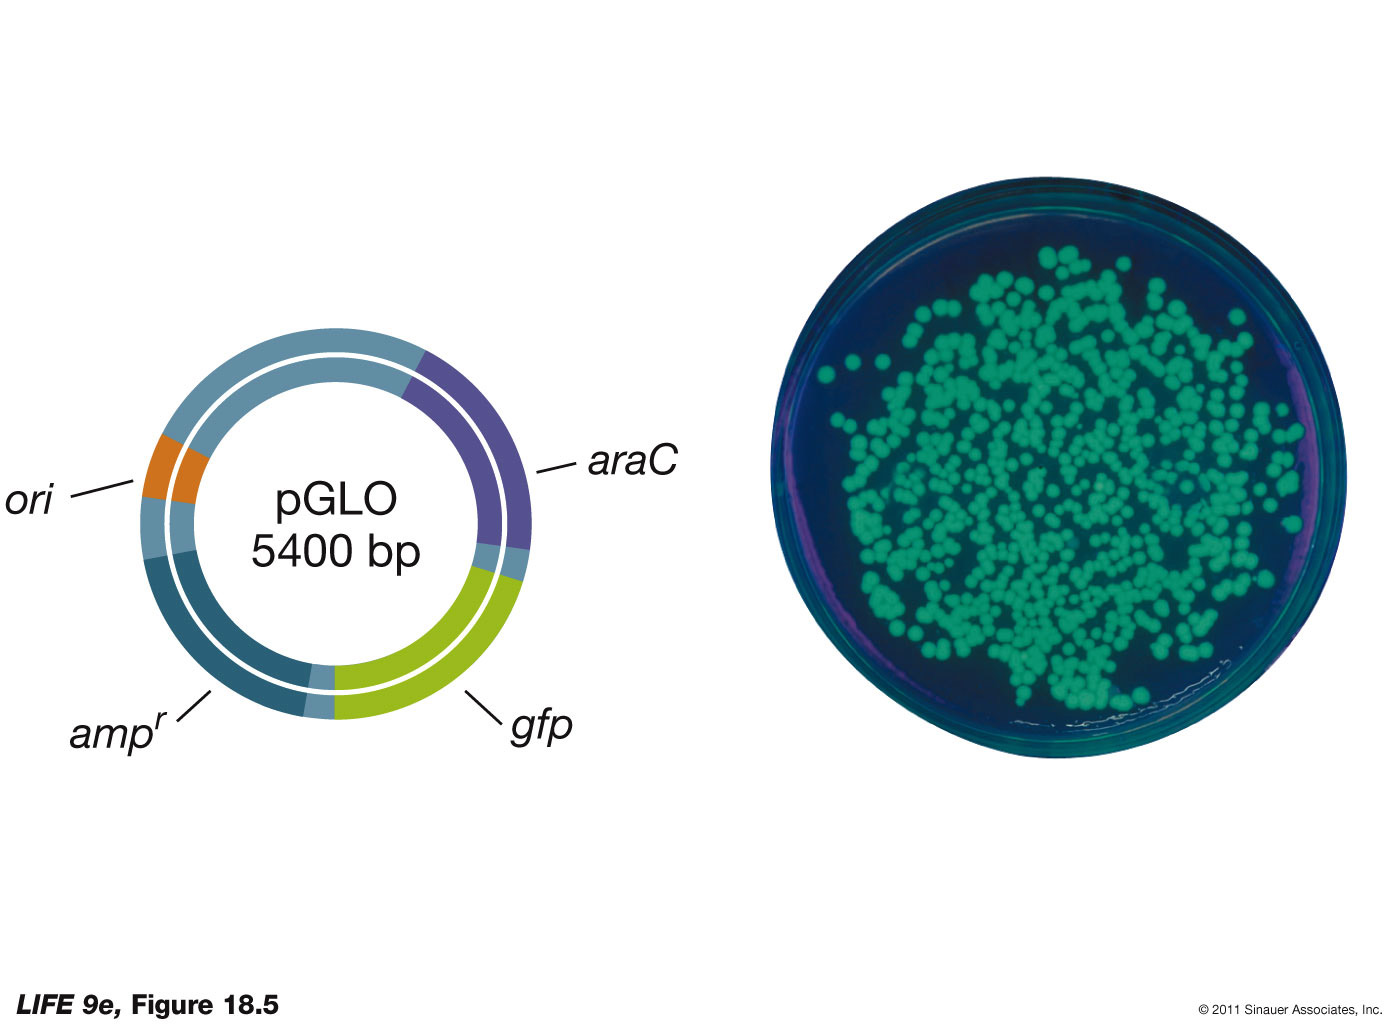 ori
pGLO
5400 bp
araC
amp^r
gfp
LIFE 9e, Figure 18.5
© 2011 Sinauer Associates, Inc.